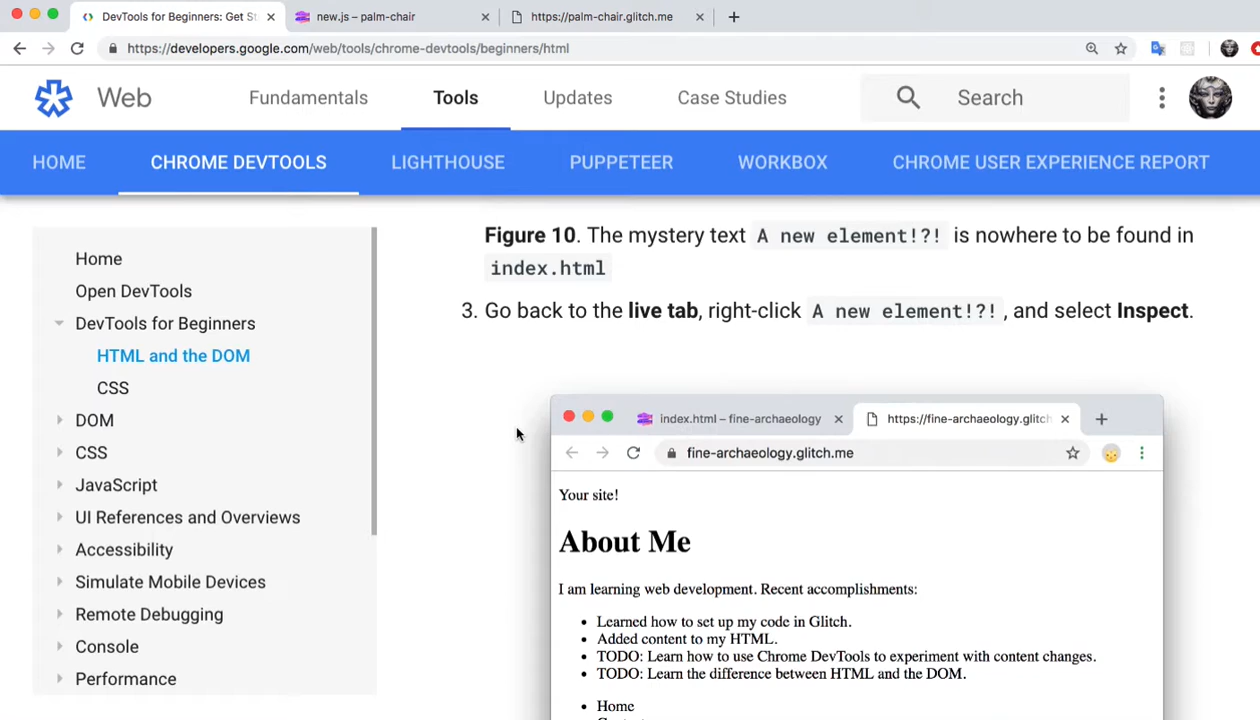 DevTools for Beginners: Get St
new.js – palm-chair
https://palm-chair.glitch.me
https://developers.google.com/web/tools/chrome-devtools/beginners/html
Web
Fundamentals
Tools
Updates
Case Studies
Search
HOME
CHROME DEVTOOLS
LIGHTHOUSE
PUPPETEER
WORKBOX
CHROME USER EXPERIENCE REPORT
Home
Open DevTools
DevTools for Beginners
HTML and the DOM
CSS
DOM
CSS
JavaScript
UI References and Overviews
Accessibility
Simulate Mobile Devices
Remote Debugging
Console
Performance
Figure 10. The mystery text A new element!?! is nowhere to be found in
index.html
3. Go back to the live tab, right-click A new element!?!, and select Inspect.
index.html – fine-archaeology
https://fine-archaeology.glitch
fine-archaeology.glitch.me
Your site!
About Me
I am learning web development. Recent accomplishments:
• Learned how to set up my code in Glitch.
• Added content to my HTML.
• TODO: Learn how to use Chrome DevTools to experiment with content changes.
• TODO: Learn the difference between HTML and the DOM.
• Home